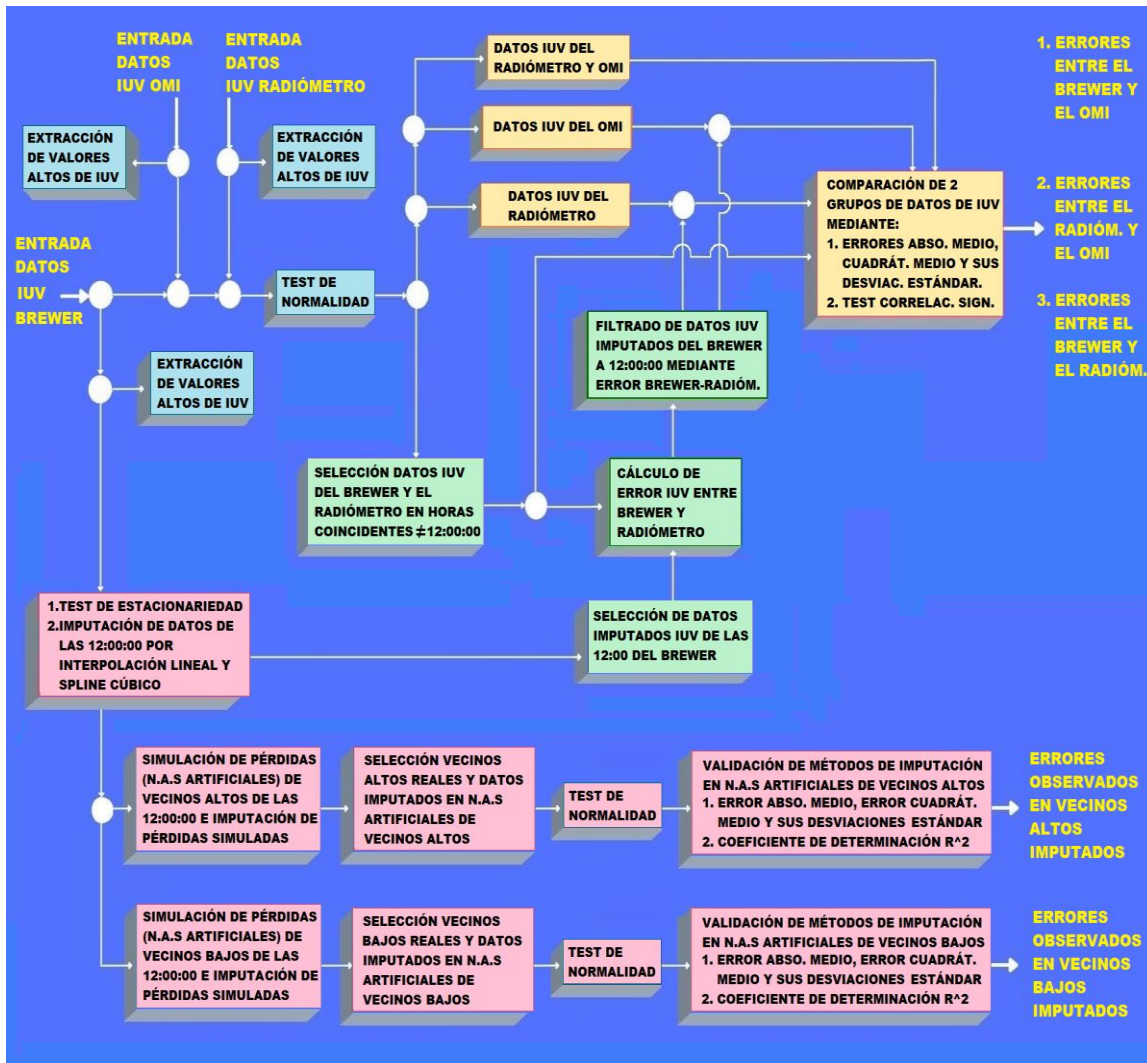 ENTRADA
DATOS
IUV OMI
ENTRADA
DATOS
IUV RADIÓMETRO
EXTRACCIÓN
DE VALORES
ALTOS DE IUV
EXTRACCIÓN
DE VALORES
ALTOS DE IUV
DATOS IUV DEL
RADIÓMETRO Y OMI
DATOS IUV DEL OMI
DATOS IUV DEL
RADIÓMETRO
1. ERRORES
ENTRE EL
BREWER Y
EL OMI
2. ERRORES
ENTRE EL
RADIÓM. Y
EL OMI
3. ERRORES
ENTRE EL
BREWER Y
EL RADIÓM.
COMPARACIÓN DE 2
GRUPOS DE DATOS DE IUV
MEDIANTE:
1. ERRORES ABSO. MEDIO,
CUADRÁT. MEDIO Y SUS
DESVIAC. ESTÁNDAR.
2. TEST CORRELAC. SIGN.
ENTRADA
DATOS
IUV
BREWER
TEST DE
NORMALIDAD
EXTRACCIÓN
DE VALORES
ALTOS DE IUV
FILTRADO DE DATOS IUV
IMPUTADOS DEL BREWER
A 12:00:00 MEDIANTE
ERROR BREWER-RADIÓM.
SELECCIÓN DATOS IUV
DEL BREWER Y EL
RADIÓMETRO EN HORAS
COINCIDENTES ≠12:00:00
CÁLCULO DE
ERROR IUV ENTRE
BREWER Y
RADIÓMETRO
1.TEST DE ESTACIONARIEDAD
2.IMPUTACIÓN DE DATOS DE
LAS 12:00:00 POR
INTERPOLACIÓN LINEAL Y
SPLINE CÚBICO
SELECCIÓN DE DATOS
IMPUTADOS IUV DE LAS
12:00 DEL BREWER
SIMULACIÓN DE PÉRDIDAS
(N.A.S ARTIFICIALES) DE
VECINOS ALTOS DE LAS
12:00:00 E IMPUTACIÓN DE
PÉRDIDAS SIMULADAS
SELECCIÓN VECINOS
ALTOS REALES Y DATOS
IMPUTADOS EN N.A.S
ARTIFICIALES DE
VECINOS ALTOS
TEST DE
NORMALIDAD
VALIDACIÓN DE MÉTODOS DE IMPUTACIÓN
EN N.A.S ARTIFICIALES DE VECINOS ALTOS
1. ERROR ABSO. MEDIO, ERROR CUADRÁT.
MEDIO Y SUS DESVIACIONES ESTÁNDAR
2. COEFICIENTE DE DETERMINACIÓN R^2
ERRORES
OBSERVADOS
EN VECINOS
ALTOS
IMPUTADOS
SIMULACIÓN DE PÉRDIDAS
(N.A.S ARTIFICIALES) DE
VECINOS BAJOS DE LAS
12:00:00 E IMPUTACIÓN DE
PÉRDIDAS SIMULADAS
SELECCIÓN VECINOS
BAJOS REALES Y DATOS
IMPUTADOS EN N.A.S
ARTIFICIALES DE
VECINOS BAJOS
TEST DE
NORMALIDAD
VALIDACIÓN DE MÉTODOS DE IMPUTACIÓN
EN N.A.S ARTIFICIALES DE VECINOS BAJOS
1. ERROR ABSO. MEDIO, ERROR CUADRÁT.
MEDIO Y SUS DESVIACIONES ESTÁNDAR
2. COEFICIENTE DE DETERMINACIÓN R^2
ERRORES
OBSERVADOS
EN VECINOS
BAJOS
IMPUTADOS